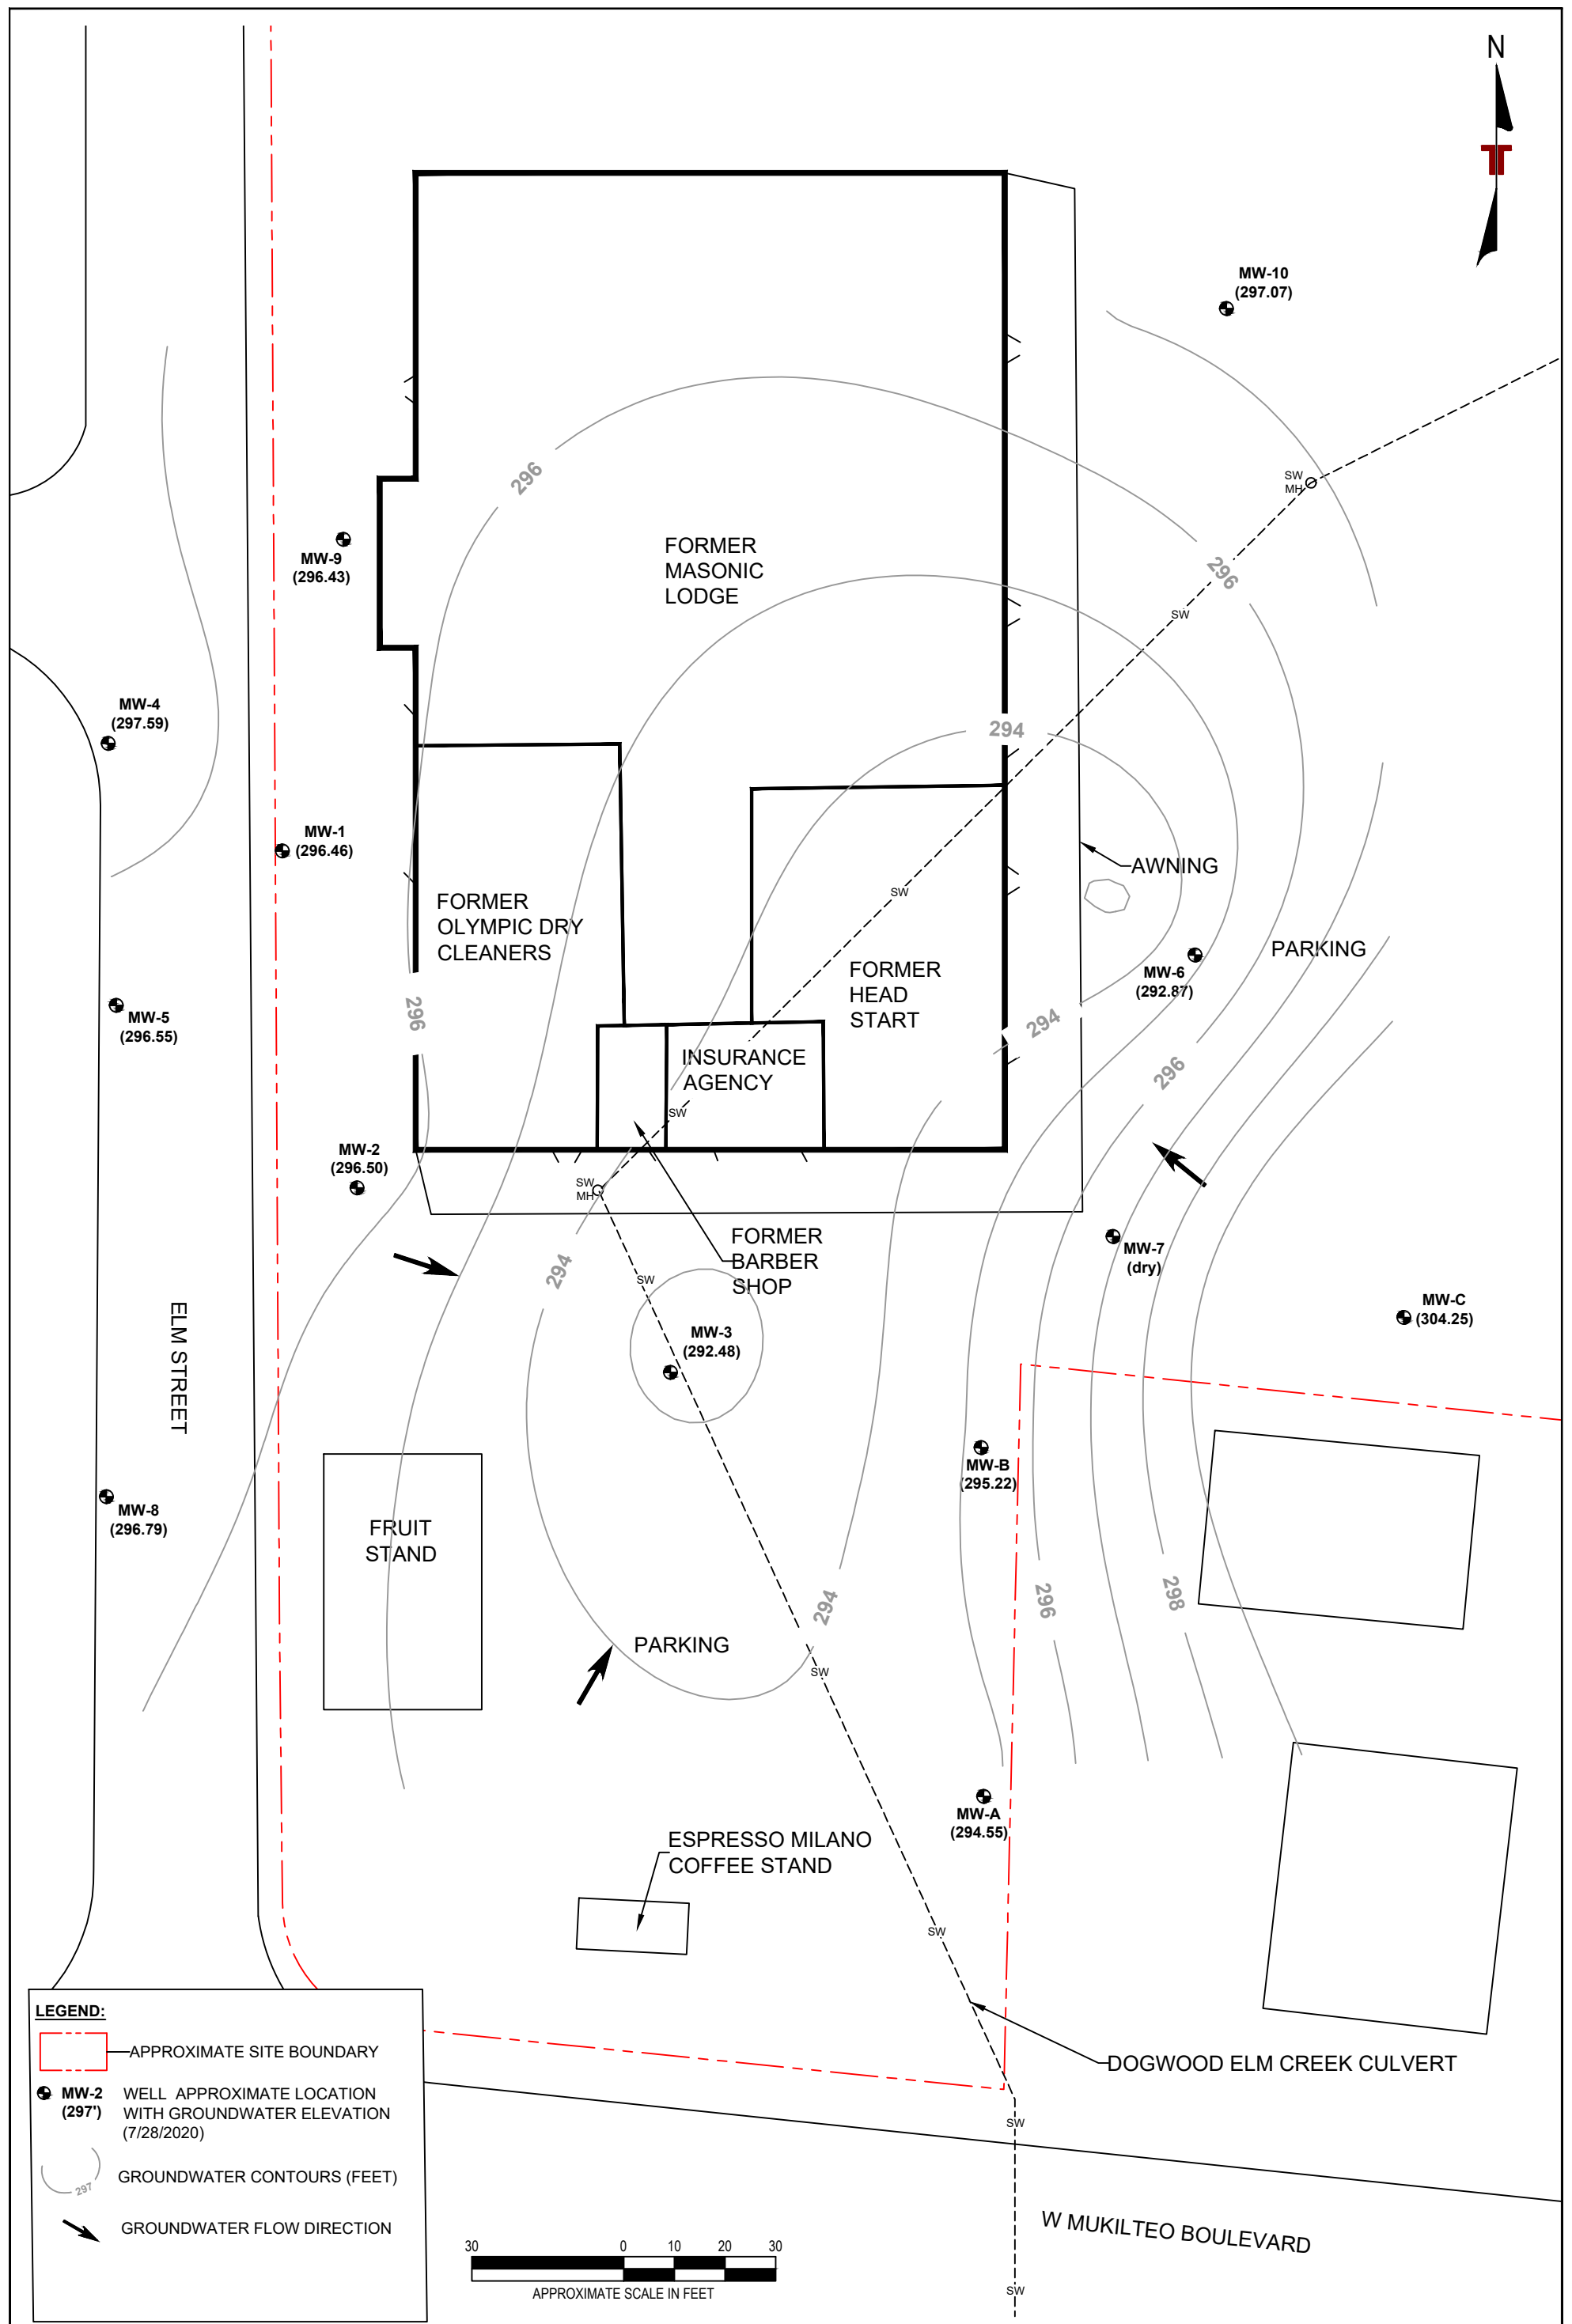 N
MW-10
(297.07)
296
SW
MH
MW-9
(296.43)
FORMER
MASONIC
LODGE
296
SW
MW-4
(297.59)
294
MW-1
(296.46)
AWNING
SW
FORMER
OLYMPIC DRY
CLEANERS
PARKING
FORMER
HEAD
START
MW-6
(292.87)
296
MW-5
(296.55)
294
INSURANCE
AGENCY
296
SW
MW-2
(296.50)
SW
MH
FORMER
BARBER
SHOP
MW-7
(dry)
294
SW
MW-C
(304.25)
ELM STREET
MW-3
(292.48)
MW-B
(295.22)
MW-8
(296.79)
FRUIT
STAND
294
296
298
PARKING
SW
MW-A
(294.55)
ESPRESSO MILANO
COFFEE STAND
SW
LEGEND:
APPROXIMATE SITE BOUNDARY
MW-2
(297')
WELL APPROXIMATE LOCATION
WITH GROUNDWATER ELEVATION
(7/28/2020)
297
GROUNDWATER CONTOURS (FEET)
GROUNDWATER FLOW DIRECTION
DOGWOOD ELM CREEK CULVERT
SW
W MUKILTEO BOULEVARD
30 0 10 20 30
APPROXIMATE SCALE IN FEET
SW